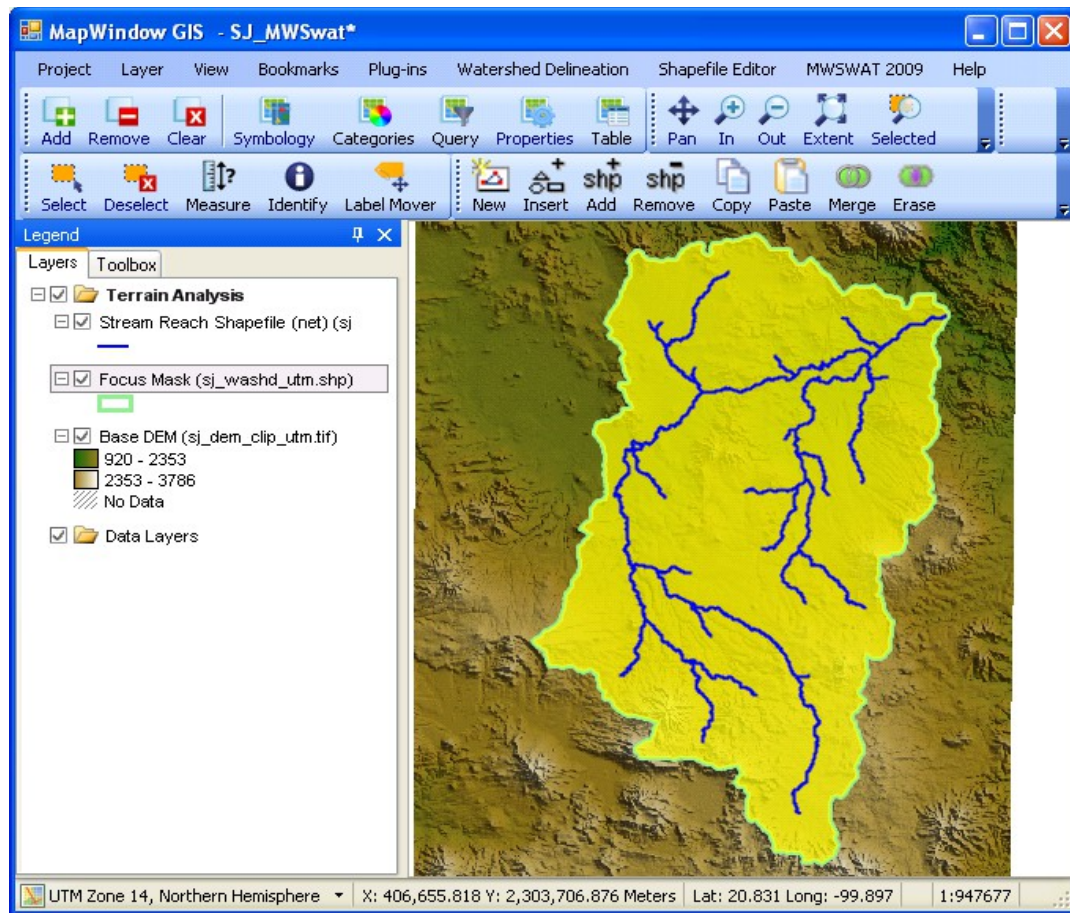 MapWindow GIS - SJ_MWSwat*
Project Layer View Bookmarks Plug-ins Watershed Delineation Shapefile Editor MWSWAT 2009 Help
Add Remove Clear Symbology Categories Query Properties Table Pan In Out Extent Selected
Select Deselect Measure Identify Label Mover New Insert Add Remove Copy Paste Merge Erase
shp shp
Legend
Layers Toolbox
Terrain Analysis
Stream Reach Shapefile (net) (sj
Focus Mask (sj_washd_utm.shp)
Base DEM (sj_dem_clip_utm.tif)
920 - 2353
2353 - 3786
No Data
Data Layers
UTM Zone 14, Northern Hemisphere X: 406,655.818 Y: 2,303,706.876 Meters Lat: 20.831 Long: -99.897 1:947677